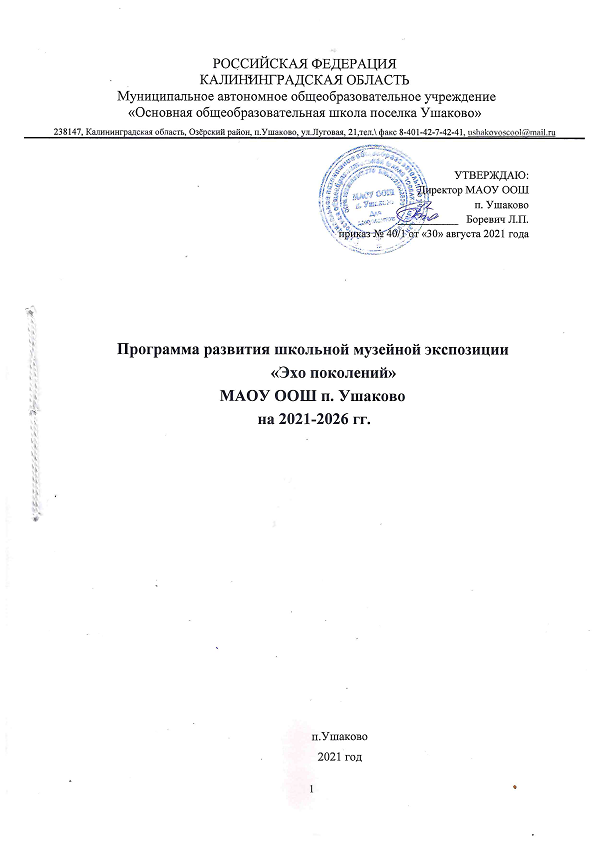 РОССИЙСКАЯ ФЕДЕРАЦИЯ
КАЛИНИНГРАДСКАЯ ОБЛАСТЬ
Муниципальное автономное общеобразовательное учреждение
«Основная общеобразовательная школа поселка Ушаково»
238147, Калининградская область, Озёрский район, п.Ушаково, ул.Луговая, 21,тел.\ факс 8-401-42-7-42-41, ushakovoscool@mail.ru
УТВЕРЖДАЮ:
Директор МАОУ ООШ
п. Ушаково
Боревич Л.П.
приказ № 40/1 от «30» августа 2021 года
МАОУ ООШ
п. Ушаково
Программа развития школьной музейной экспозиции
«Эхо поколений»
МАОУ ООШ п. Ушаково
на 2021-2026 гг.
п.Ушаково
2021 год
1